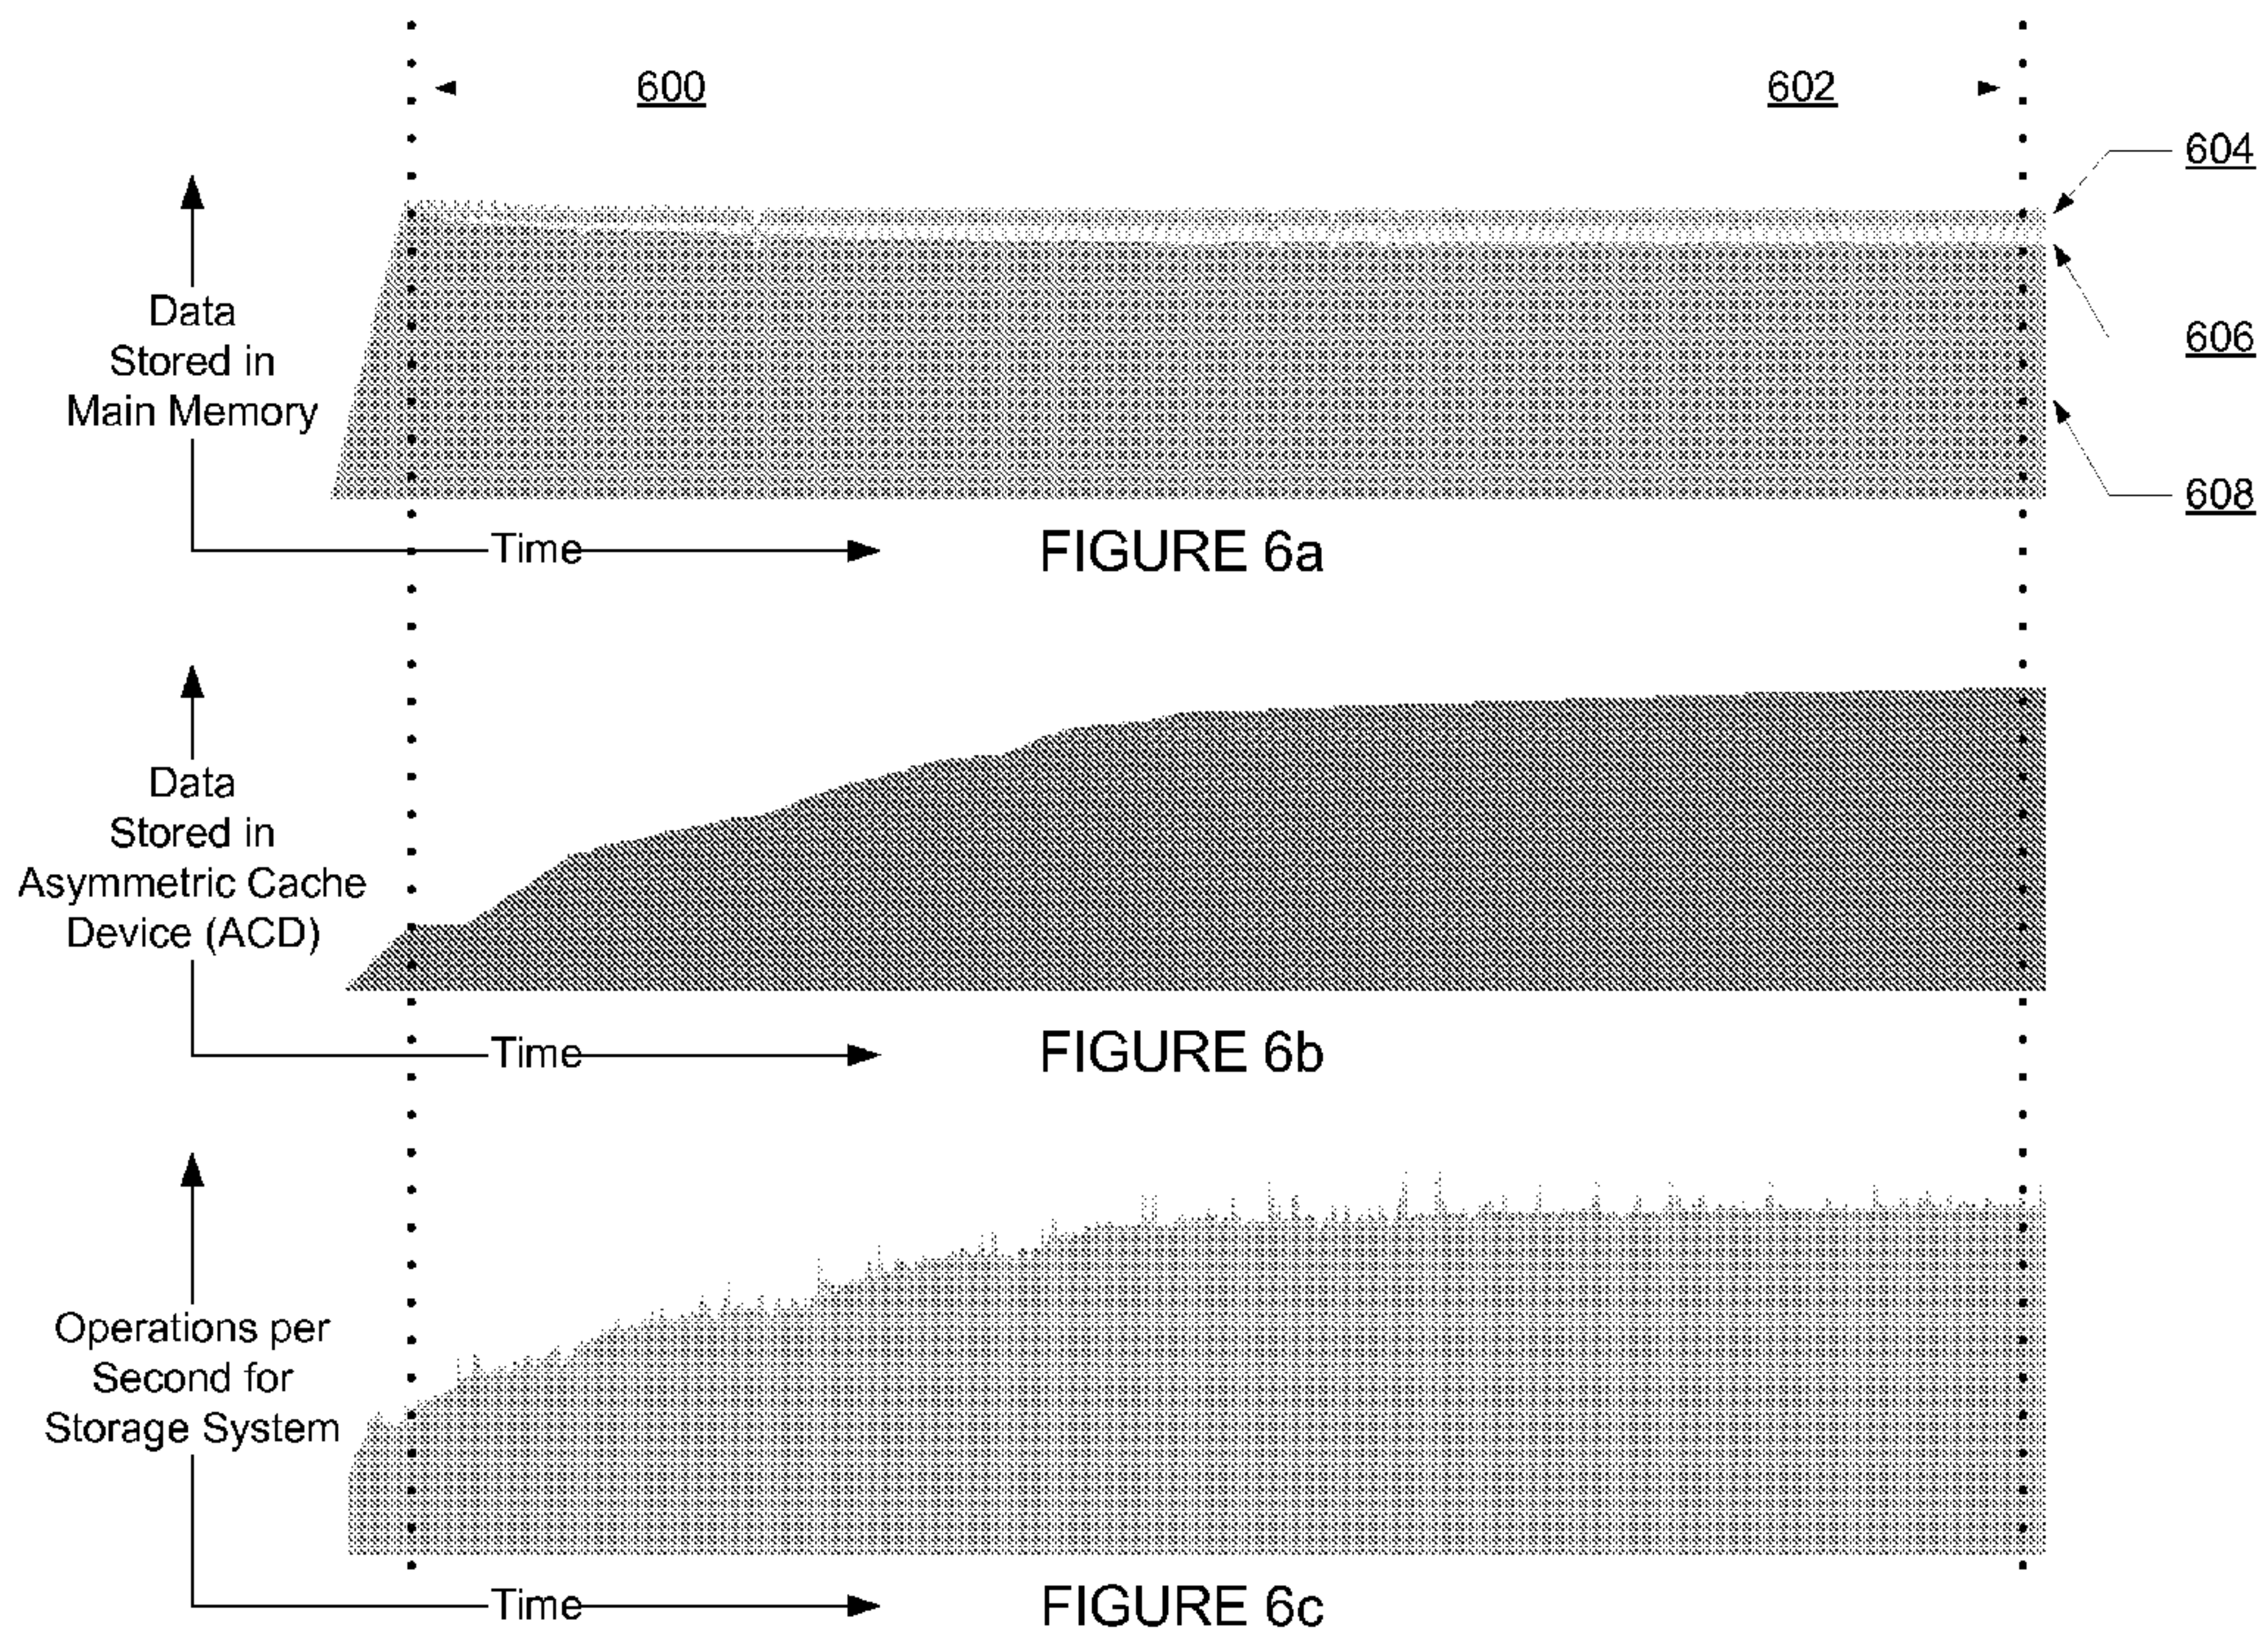 600 602
604
Data
Stored in
Main Memory
606
608
Time
FIGURE 6a
Data
Stored in
Asymmetric Cache
Device (ACD)
Time
FIGURE 6b
Operations per
Second for
Storage System
Time
FIGURE 6c